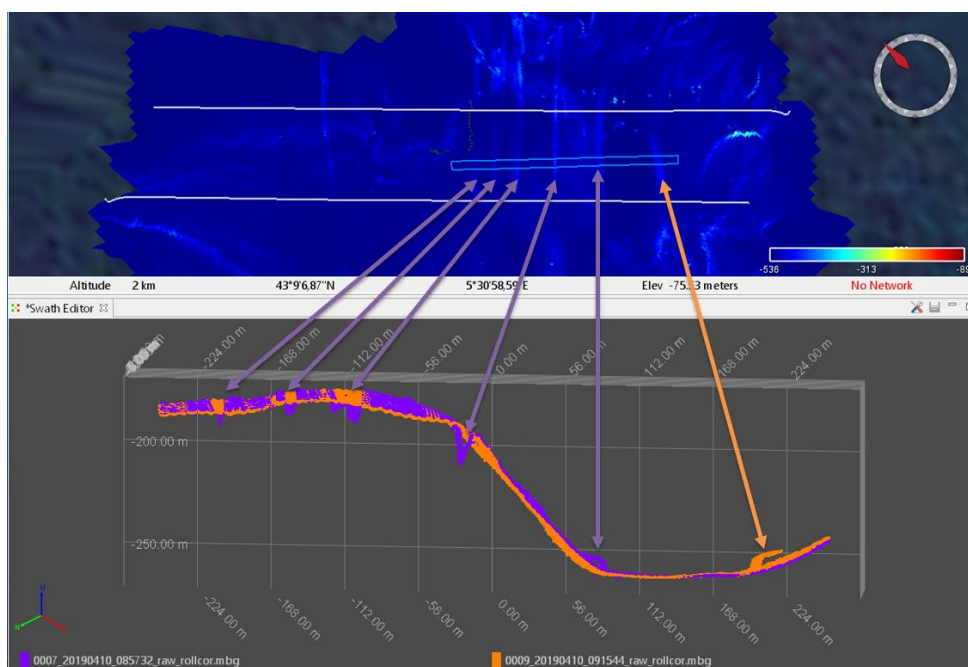 -536 -313 -89
Altitude 2 km 43°9'6,87''N 5°30'58,59''E Elev -75 3 meters No Network
*Swath Editor
-224.00 m -168.00 m -112.00 m -56.00 m 0.00 m 56.00 m 112.00 m 168.00 m 224.00 m
-200.00 m
-250.00 m
-224.00 m -168.00 m -112.00 m -56.00 m 0.00 m 56.00 m 112.00 m 168.00 m 224.00 m
U
N
0007_20190410_085732_raw_rollcor.mbg 0009_20190410_091544_raw_rollcor.mbg